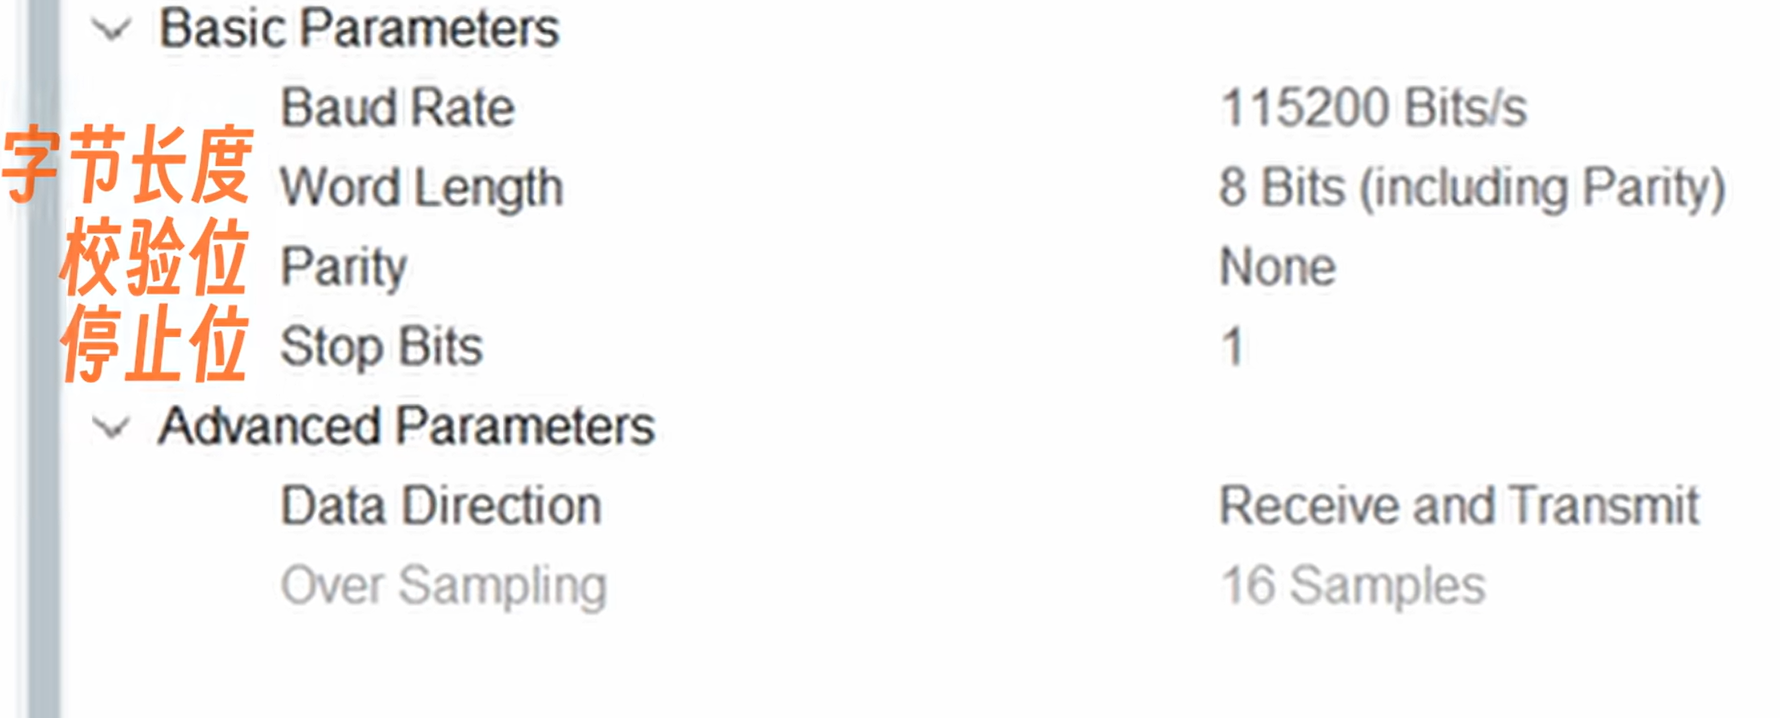 Basic Parameters
Baud Rate 115200 Bits/s
字节长度 Word Length 8 Bits (including Parity)
校验位 Parity None
停止位 Stop Bits 1
Advanced Parameters
Data Direction Receive and Transmit
Over Sampling 16 Samples